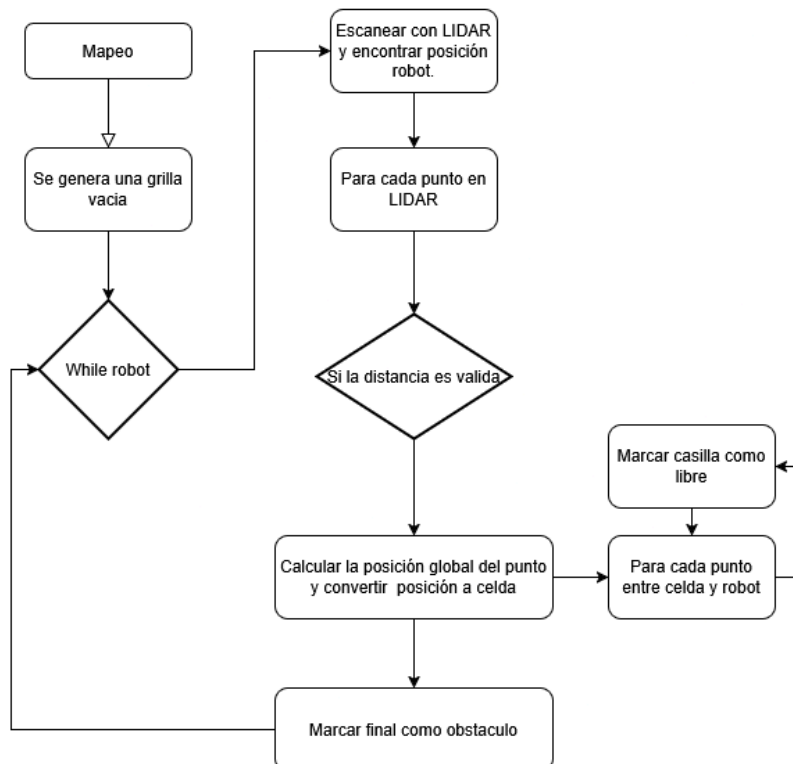 Mapeo
Se genera una grilla
vacia
While robot
Escanear con LIDAR
y encontrar posición
robot.
Para cada punto en
LIDAR
Si la distancia es valida
Calcular la posición global del punto
y convertir posición a celda
Marcar final como obstaculo
Marcar casilla como
libre
Para cada punto
entre celda y robot